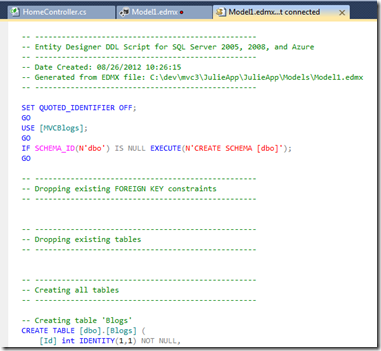 HomeController.cs
Model1.edmx
Model1.edmx...t connected
-- --------------------------------------------------
-- Entity Designer DDL Script for SQL Server 2005, 2008, and Azure
-- --------------------------------------------------
-- Date Created: 08/26/2012 10:26:15
-- Generated from EDMX file: C:\dev\mvc3\JulieApp\JulieApp\Models\Model1.edmx
-- --------------------------------------------------
SET QUOTED_IDENTIFIER OFF;
GO
USE [MVCBlogs];
GO
IF SCHEMA_ID(N'dbo') IS NULL EXECUTE(N'CREATE SCHEMA [dbo]');
GO
-- --------------------------------------------------
-- Dropping existing FOREIGN KEY constraints
-- --------------------------------------------------
-- --------------------------------------------------
-- Dropping existing tables
-- --------------------------------------------------
-- --------------------------------------------------
-- Creating all tables
-- --------------------------------------------------
-- Creating table 'Blogs'
CREATE TABLE [dbo].[Blogs] (
[Id] int IDENTITY(1,1) NOT NULL,